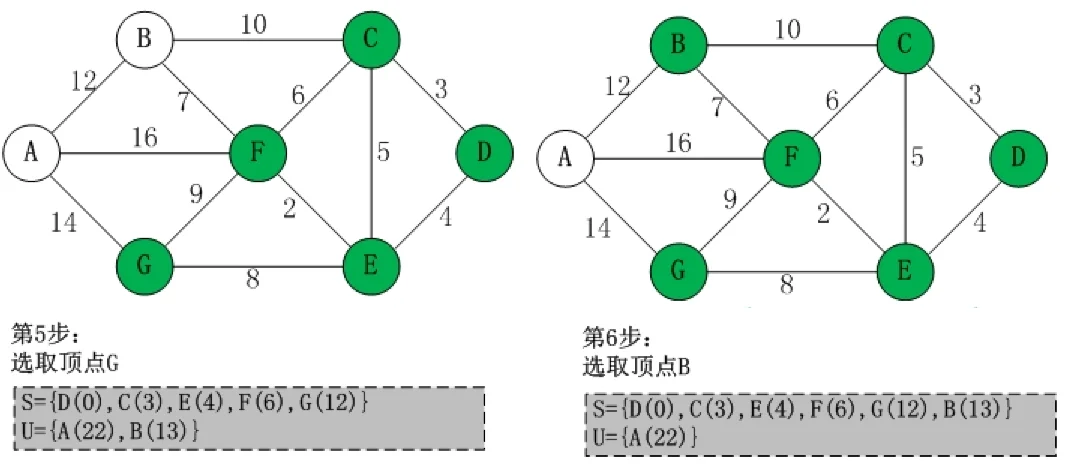 B
10
C
12
7
6
3
A
16
F
5
D
14
9
2
4
G
8
E
第5步:
选取顶点G
S={D(0),C(3),E(4),F(6),G(12)}
U={A(22),B(13)}
B
10
C
12
7
6
3
A
16
F
5
D
14
9
2
4
G
8
E
第6步:
选取顶点B
S={D(0),C(3),E(4),F(6),G(12),B(13)}
U={A(22)}